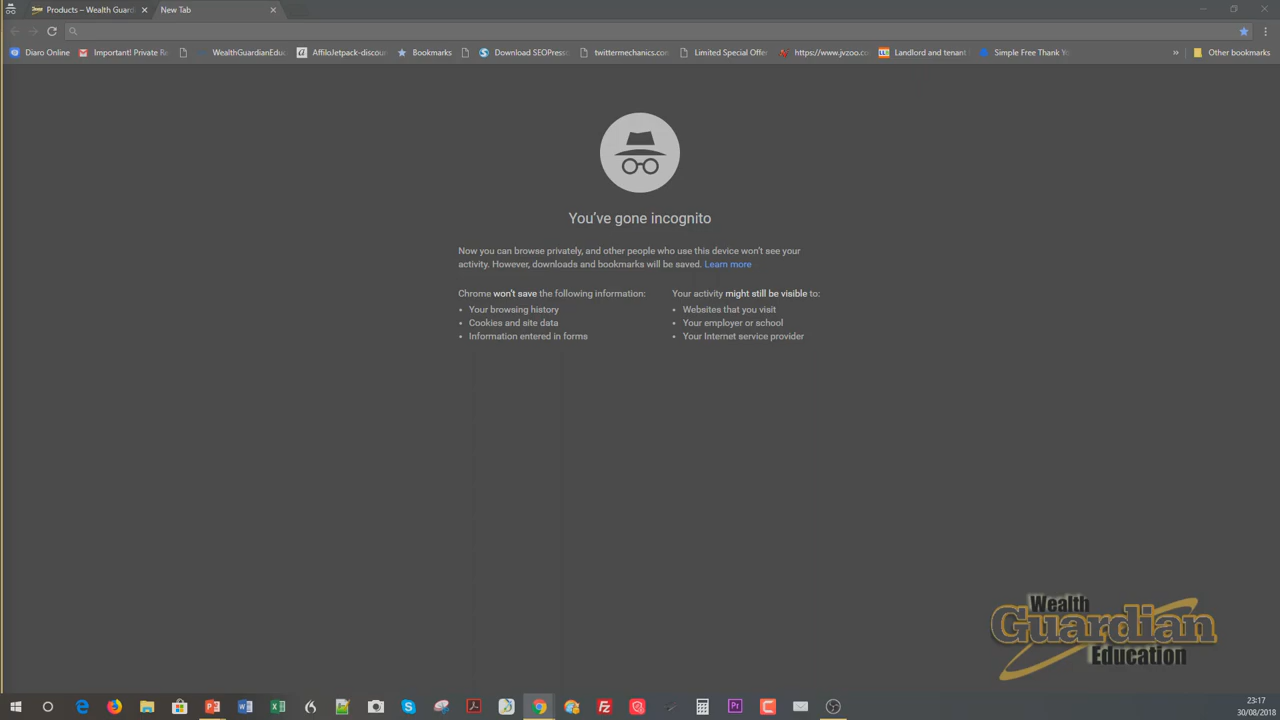 Products – Wealth Guard
New Tab
Diaro Online
Important! Private Re
WealthGuardianEduc
AffiloJetpack-discou
Bookmarks
Download SEOPress
twittermechanics.com
Limited Special Offer
https://www.jvzoo.co
Landlord and tenant
Simple Free Thank Yo
»
Other bookmarks
You've gone incognito
Now you can browse privately, and other people who use this device won't see your
activity. However, downloads and bookmarks will be saved. Learn more
Chrome won't save the following information:
• Your browsing history
• Cookies and site data
• Information entered in forms
Your activity might still be visible to:
• Websites that you visit
• Your employer or school
• Your Internet service provider
Wealth
Guardian
Education
23:17
30/08/2018